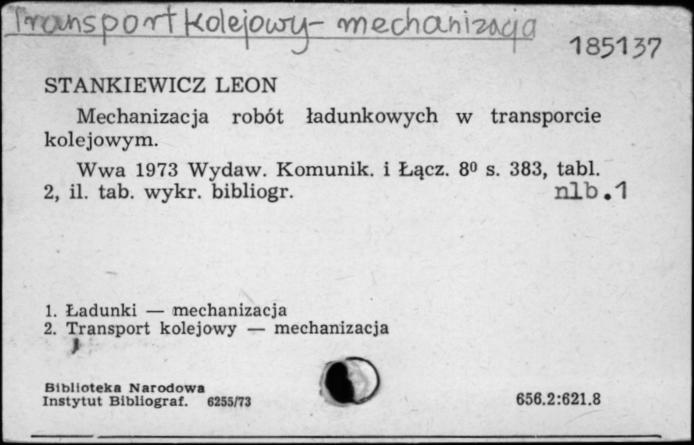 Transport kolejowy - mechanizacja
185137
STANKIEWICZ LEON
Mechanizacja robót ładunkowych w transporcie
kolejowym.
Wwa 1973 Wydaw. Komunik. i Łącz. 8⁰ s. 383, tabl.
2, il. tab. wykr. bibliogr. nlb.1
1. Ładunki — mechanizacja
2. Transport kolejowy — mechanizacja
Biblioteka Narodowa
Instytut Bibliograf. 6255/73
656.2:621.8